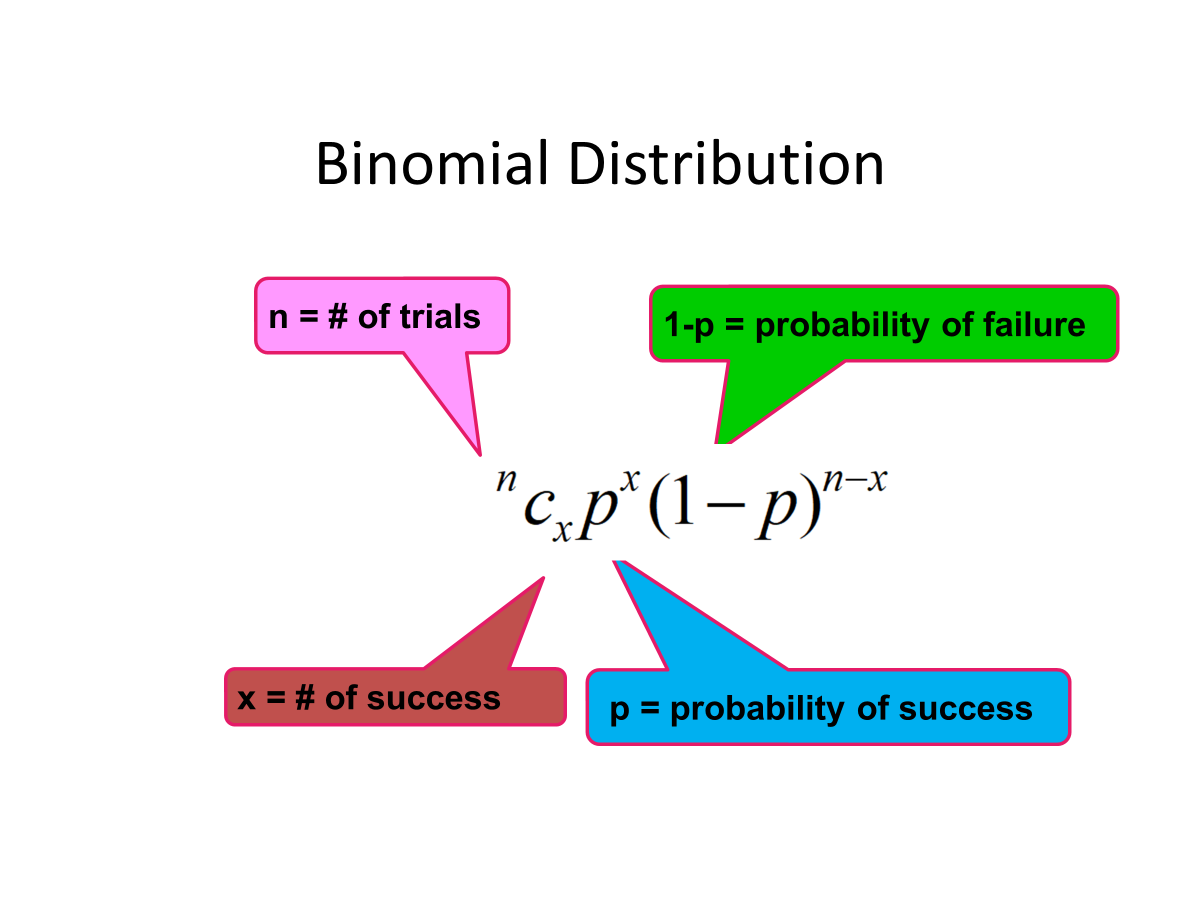 Binomial Distribution
n = # of trials
1-p = probability of failure
ⁿcₓpˣ(1−p)ⁿ⁻ˣ
x = # of success
p = probability of success